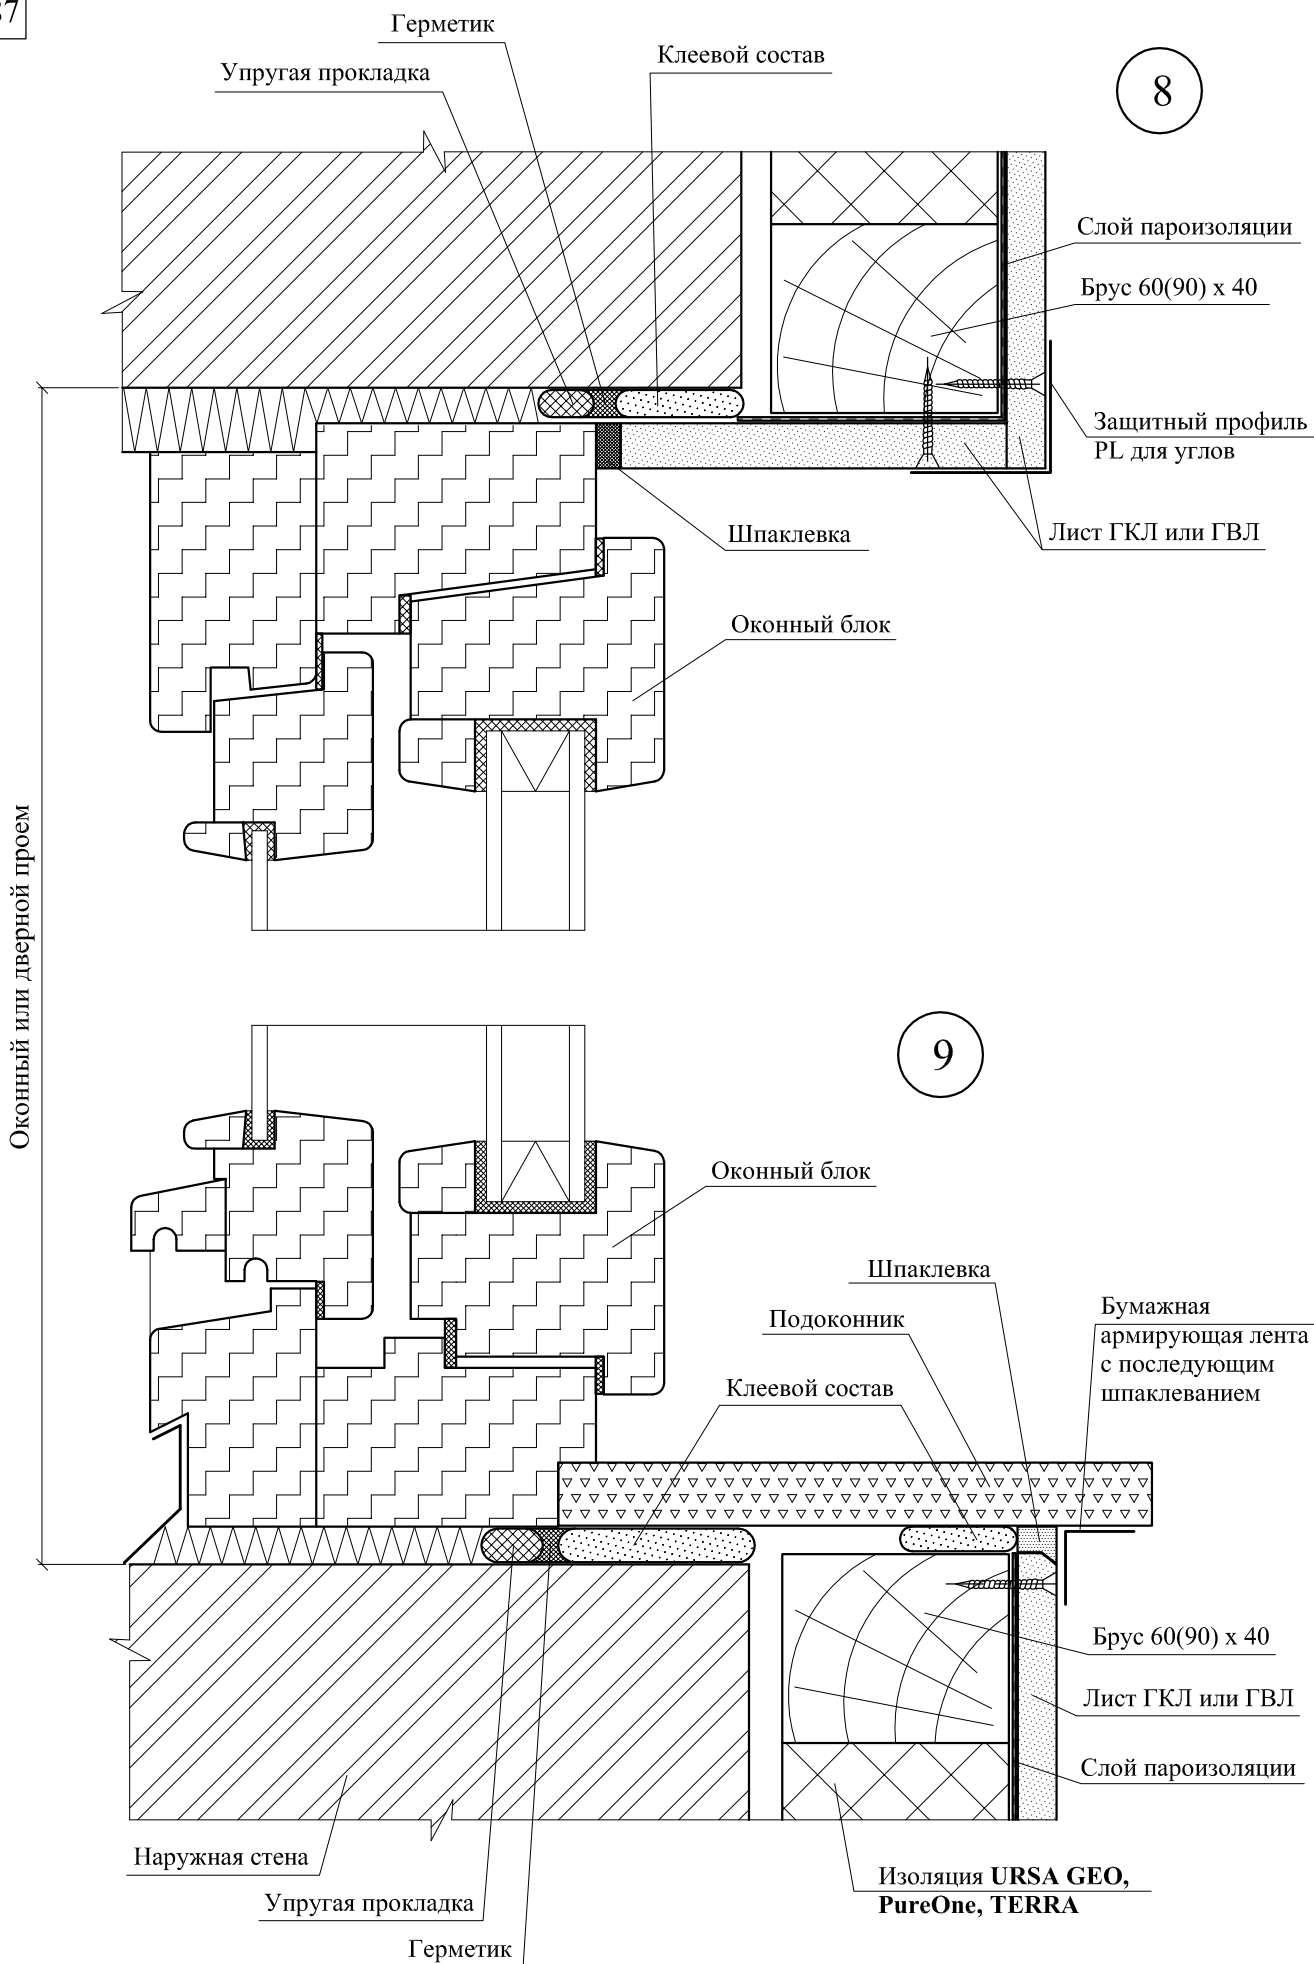 Герметик
Упругая прокладка
Клеевой состав
8
Слой пароизоляции
Брус 60(90) х 40
Защитный профиль
PL для углов
Шпаклевка
Лист ГКЛ или ГВЛ
Оконный блок
Оконный или дверной проем
9
Оконный блок
Шпаклевка
Подоконник
Бумажная
армирующая лента
с последующим
шпаклеванием
Клеевой состав
Брус 60(90) х 40
Лист ГКЛ или ГВЛ
Слой пароизоляции
Наружная стена
Изоляция URSA GEO,
PureOne, TERRA
Упругая прокладка
Герметик